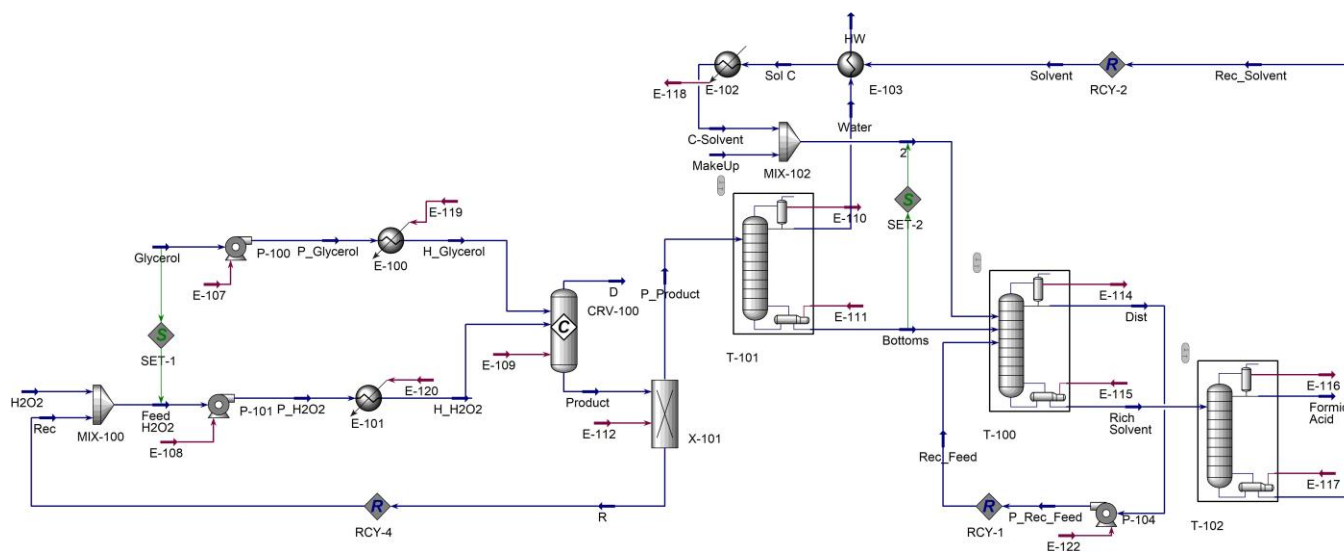 HW
E-118
E-102
Sol C
E-103
Solvent
RCY-2
Rec_Solvent
C-Solvent
Water
MakeUp
MIX-102
2
E-119
E-110
S
SET-2
Glycerol
P-100
P_Glycerol
E-100
H_Glycerol
E-107
D
CRV-100
P_Product
E-114
Dist
E-111
Bottoms
T-101
S
SET-1
C
E-109
E-120
E-116
H2O2
Rec
MIX-100
Feed
H2O2
P-101
P_H2O2
E-101
H_H2O2
Product
E-112
X-101
E-115
Rich
Solvent
Formic
Acid
E-108
T-100
Rec_Feed
E-117
R
RCY-4
R
R
RCY-1
P_Rec_Feed
P-104
E-122
T-102
R